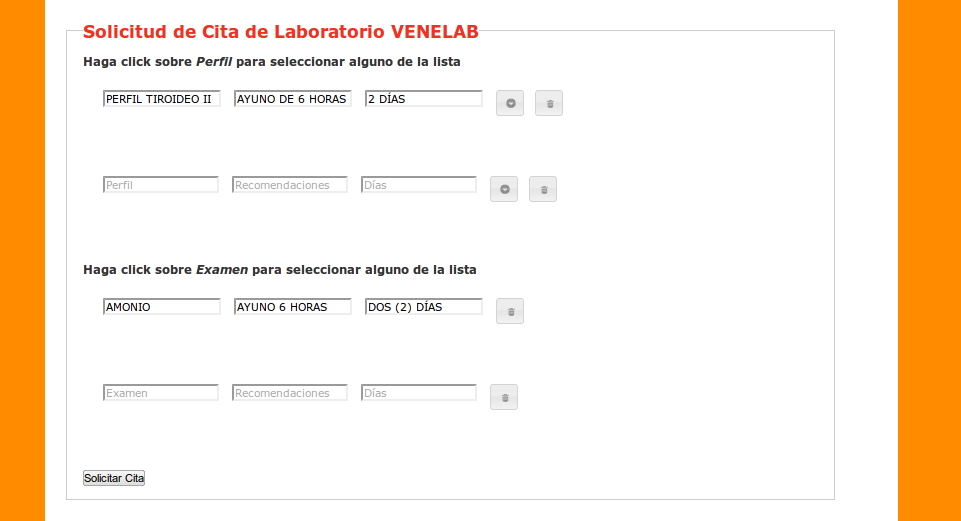 Solicitud de Cita de Laboratorio VENELAB
Haga click sobre Perfil para seleccionar alguno de la lista
PERFIL TIROIDEO II AYUNO DE 6 HORAS 2 DÍAS
Perfil Recomendaciones Días
Haga click sobre Examen para seleccionar alguno de la lista
AMONIO AYUNO 6 HORAS DOS (2) DÍAS
Examen Recomendaciones Días
Solicitar Cita